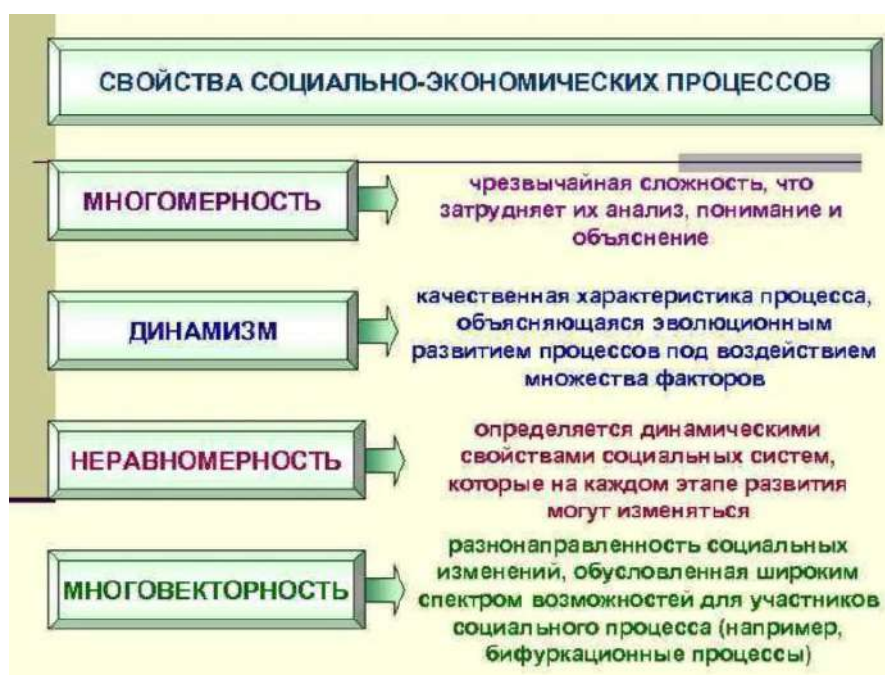 СВОЙСТВА СОЦИАЛЬНО-ЭКОНОМИЧЕСКИХ ПРОЦЕССОВ
МНОГОМЕРНОСТЬ
чрезвычайная сложность, что
затрудняет их анализ, понимание и
объяснение
ДИНАМИЗМ
качественная характеристика процесса,
объясняющаяся эволюционным
развитием процессов под воздействием
множества факторов
НЕРАВНОМЕРНОСТЬ
определяется динамическими
свойствами социальных систем,
которые на каждом этапе развития
могут изменяться
МНОГОВЕКТОРНОСТЬ
разнонаправленность социальных
изменений, обусловленная широким
спектром возможностей для участников
социального процесса (например,
бифуркационные процессы)